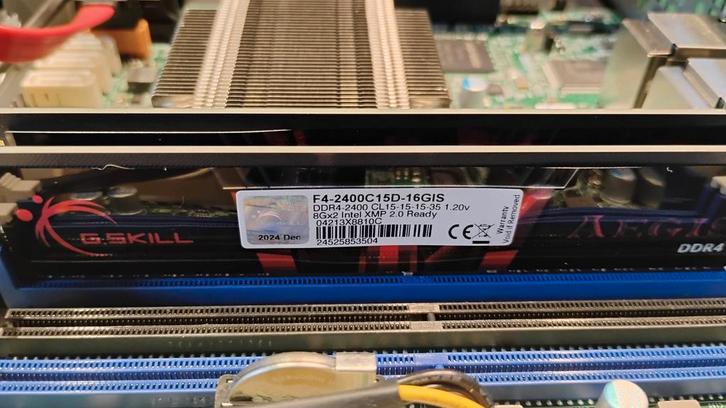 F4-2400C15D-16GIS
DDR4-2400 CL15-15-15-35 1.20v
8Gx2 Intel XMP 2.0 Ready
04213X8810C
2024 Dec
24525853504
CE
Warranty
Void if Removed
G.SKILL
AEGIS
DDR4